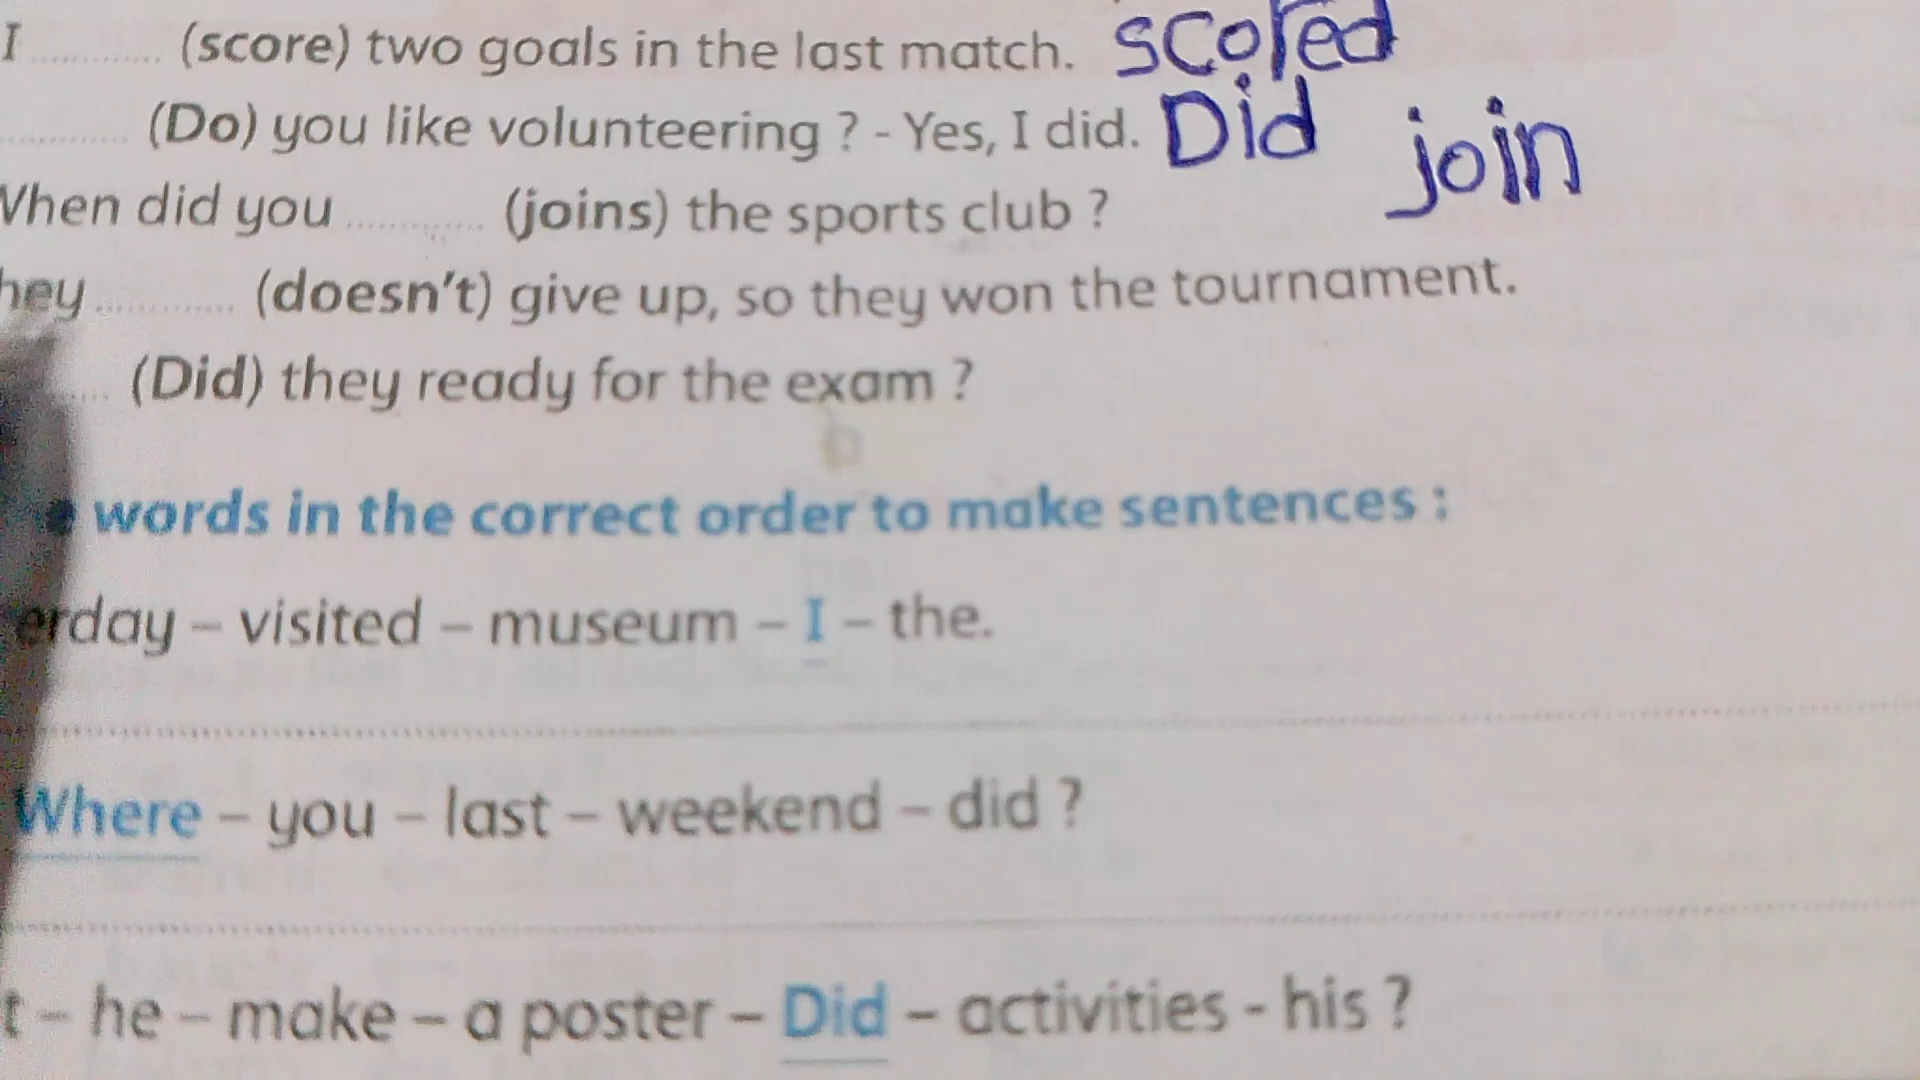 I ............ (score) two goals in the last match. scored
............ (Do) you like volunteering ? - Yes, I did. Did
join
When did you ............ (joins) the sports club ?
hey ............ (doesn't) give up, so they won the tournament.
.... (Did) they ready for the exam ?
words in the correct order to make sentences :
erday – visited – museum – I – the.
Where – you – last – weekend – did ?
t – he – make – a poster – Did – activities - his ?